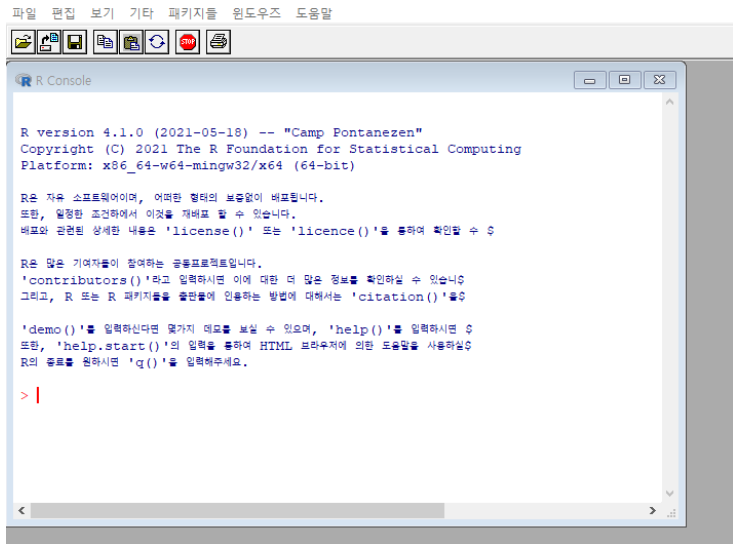 파일 편집 보기 기타 패키지들 윈도우즈 도움말
STOP
R R Console
R version 4.1.0 (2021-05-18) -- "Camp Pontanezen"
Copyright (C) 2021 The R Foundation for Statistical Computing
Platform: x86_64-w64-mingw32/x64 (64-bit)
R은 자유 소프트웨어이며, 어떠한 형태의 보증없이 배포됩니다.
또한, 일정한 조건하에서 이것을 재배포 할 수 있습니다.
배포와 관련된 상세한 내용은 'license()' 또는 'licence()'을 통하여 확인할 수 $
R은 많은 기여자들이 참여하는 공동프로젝트입니다.
'contributors()'라고 입력하시면 이에 대한 더 많은 정보를 확인하실 수 있습니$
그리고, R 또는 R 패키지들을 출판물에 인용하는 방법에 대해서는 'citation()'을$
'demo()'를 입력하신다면 몇가지 데모를 보실 수 있으며, 'help()'를 입력하시면 $
또한, 'help.start()'의 입력을 통하여 HTML 브라우저에 의한 도움말을 사용하실$
R의 종료를 원하시면 'q()'을 입력해주세요.
>